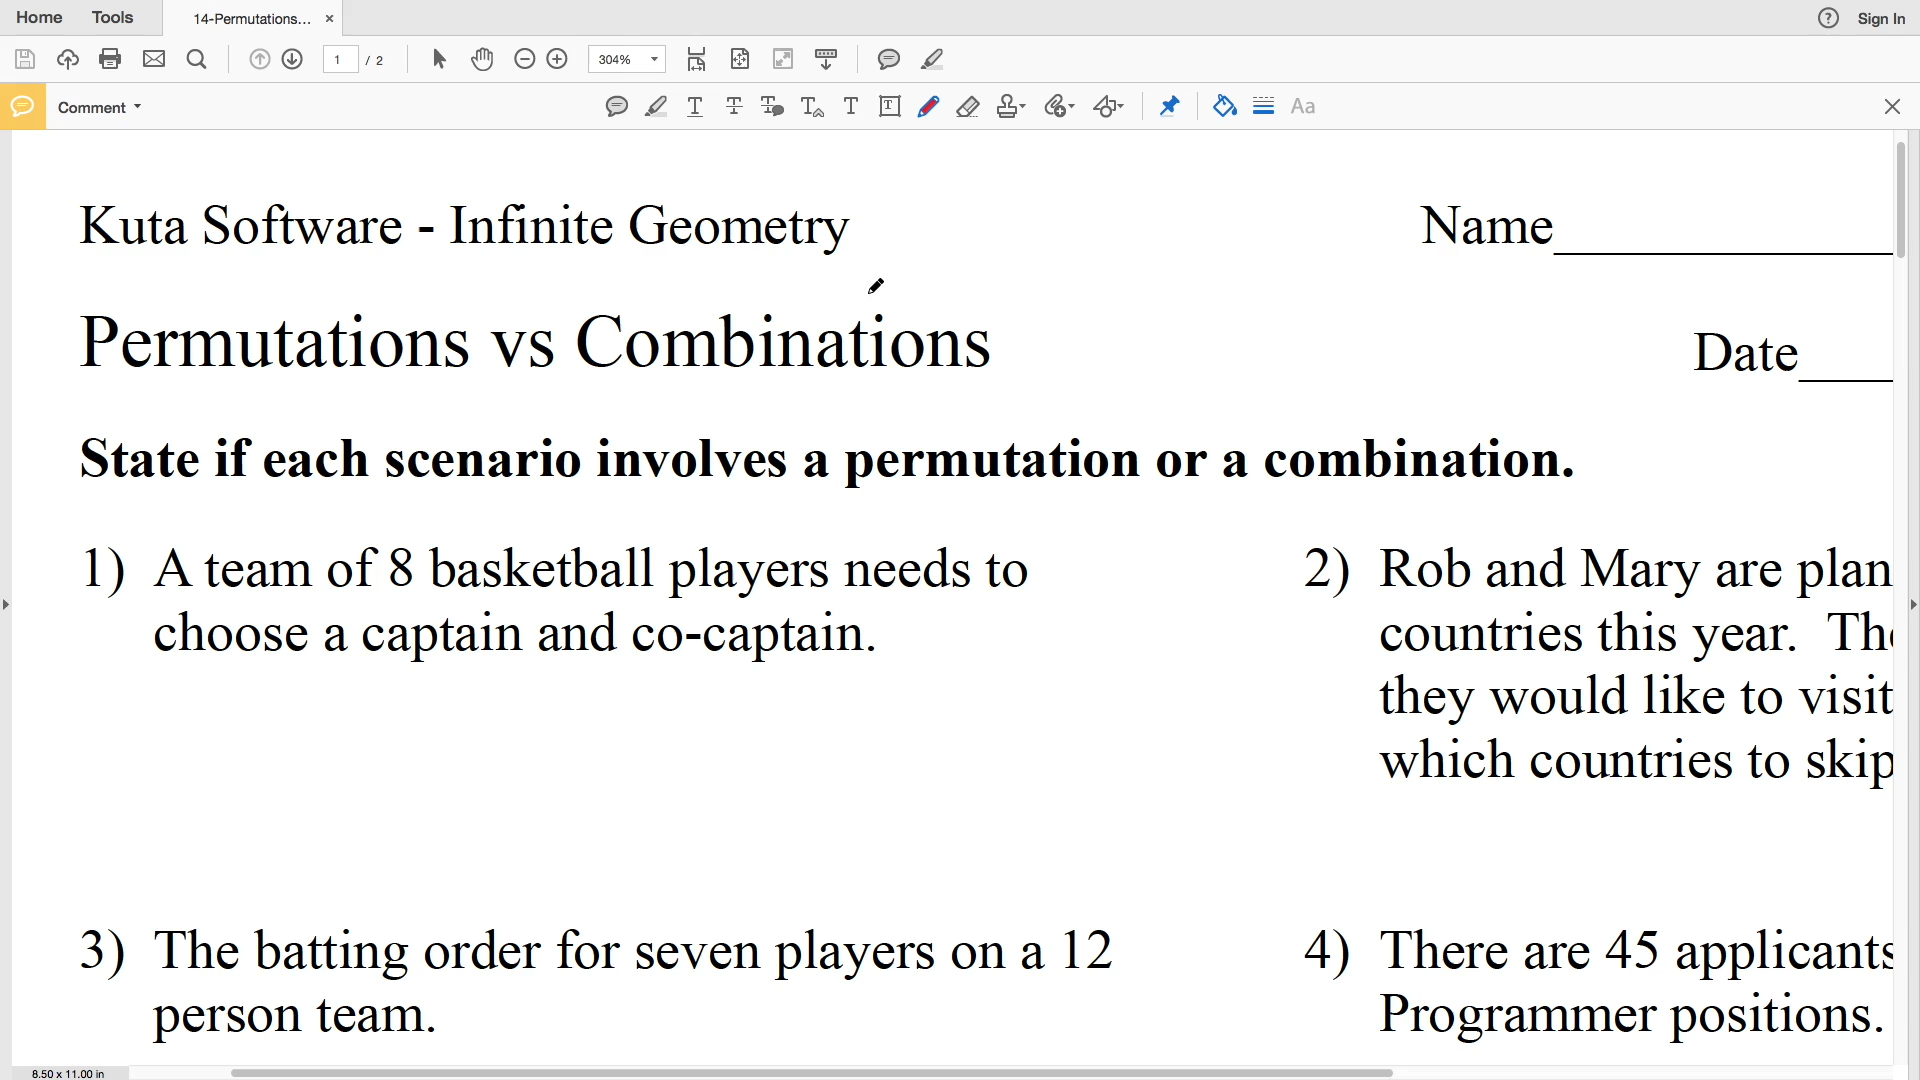 Home Tools 14-Permutations... × ? Sign In
1 / 2 304%
Comment T T T T T T Aa
Kuta Software - Infinite Geometry Name
Permutations vs Combinations Date
State if each scenario involves a permutation or a combination.
1) A team of 8 basketball players needs to
choose a captain and co-captain.
2) Rob and Mary are plan
countries this year. The
they would like to visit
which countries to skip
3) The batting order for seven players on a 12
person team.
4) There are 45 applicants
Programmer positions.
8.50 x 11.00 in